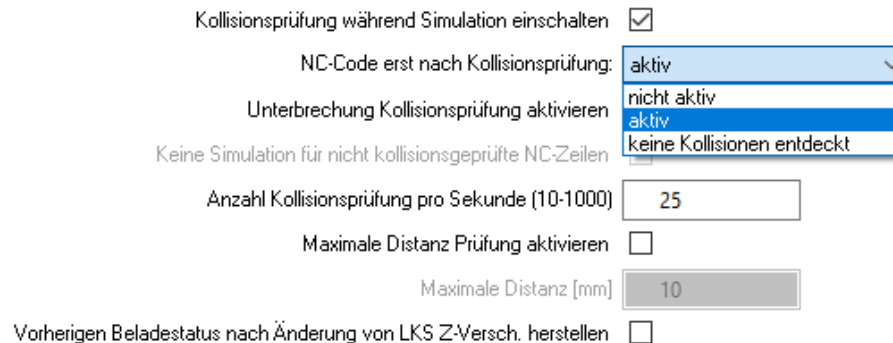 Kollisionsprüfung während Simulation einschalten
NC-Code erst nach Kollisionsprüfung: aktiv
nicht aktiv
Unterbrechung Kollisionsprüfung aktivieren
aktiv
keine Kollisionen entdeckt
Keine Simulation für nicht kollisionsgeprüfte NC-Zeilen
Anzahl Kollisionsprüfung pro Sekunde (10-1000) 25
Maximale Distanz Prüfung aktivieren
Maximale Distanz [mm] 10
Vorherigen Beladestatus nach Änderung von LKS Z-Versch. herstellen